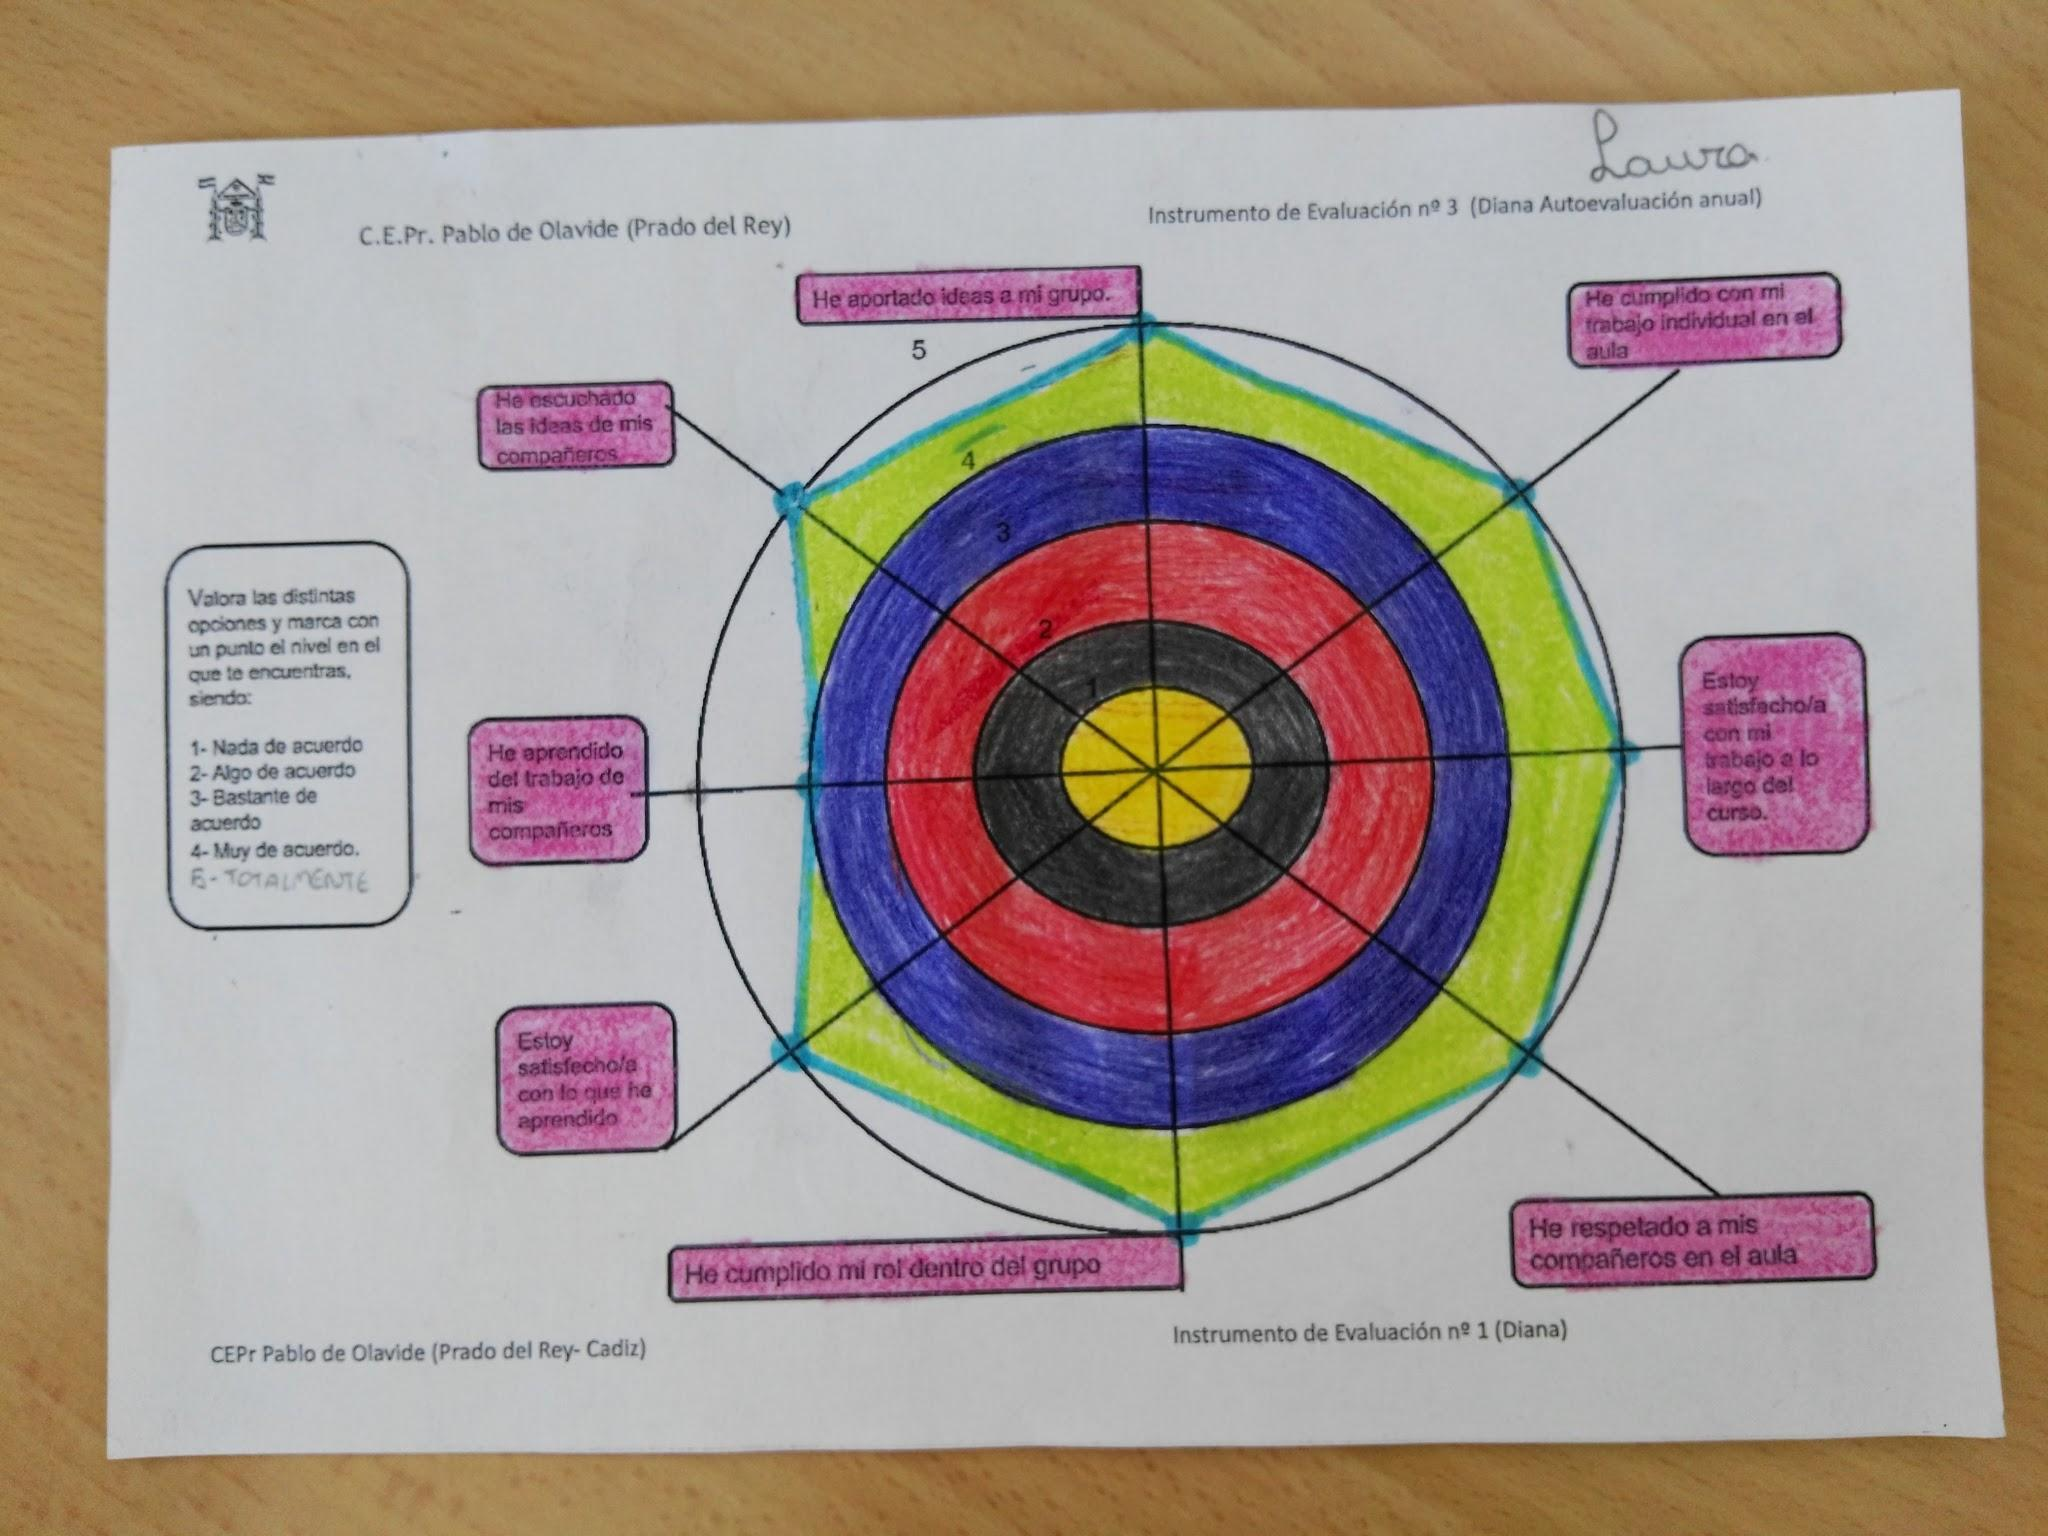 Laura
C.E.Pr. Pablo de Olavide (Prado del Rey)
Instrumento de Evaluación nº 3 (Diana Autoevaluación anual)
He aportado ideas a mi grupo.
He cumplido con mi
trabajo individual en el
aula
5
He escuchado
las ideas de mis
compañeros
4
3
2
1
Valora las distintas
opciones y marca con
un punto el nivel en el
que te encuentras,
siendo:
1- Nada de acuerdo
2- Algo de acuerdo
3- Bastante de
acuerdo
4- Muy de acuerdo.
5- TOTALMENTE
He aprendido
del trabajo de
mis
compañeros
Estoy
satisfecho/a
con mi
trabajo a lo
largo del
curso.
Estoy
satisfecho/a
con lo que he
aprendido
He cumplido mi rol dentro del grupo
He respetado a mis
compañeros en el aula
CEPr Pablo de Olavide (Prado del Rey- Cadiz)
Instrumento de Evaluación nº 1 (Diana)